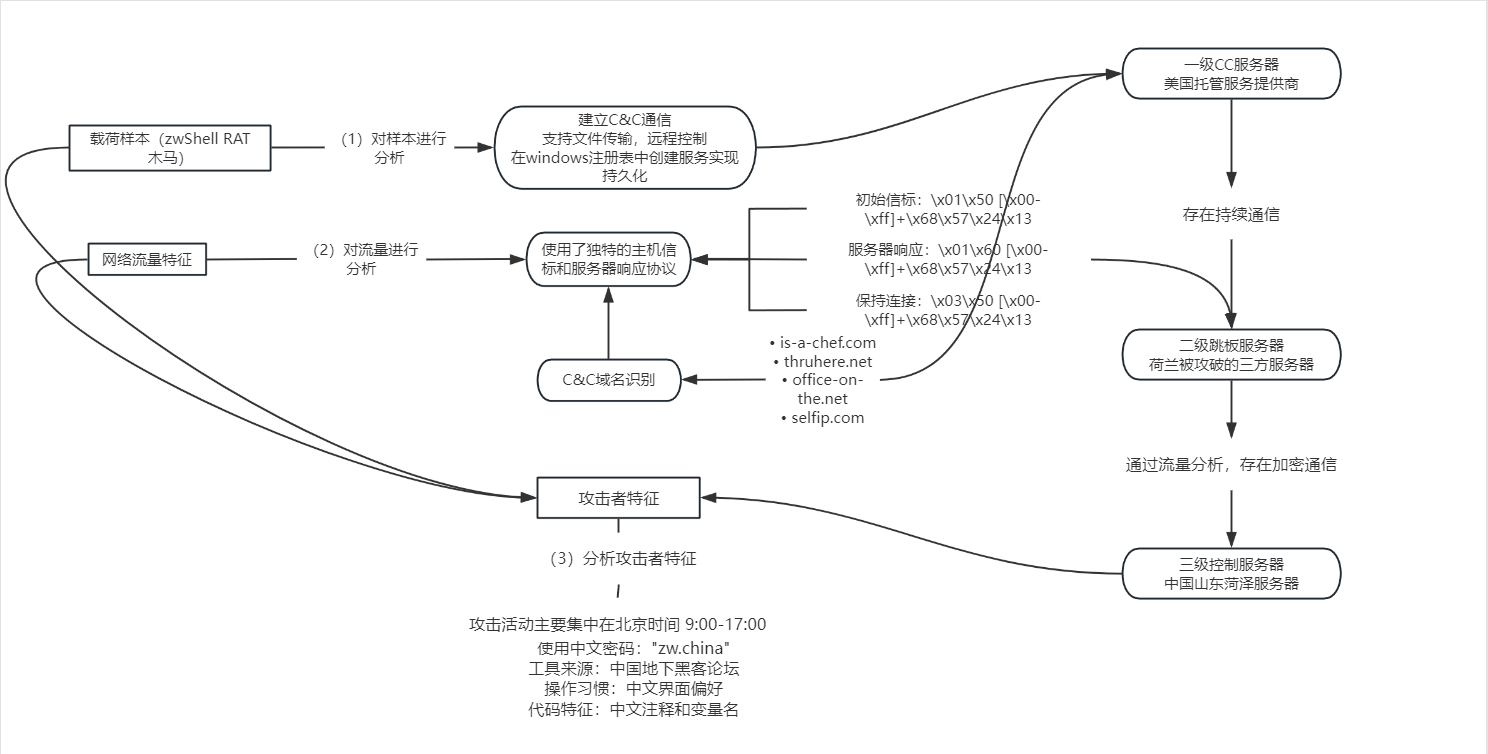 一级CC服务器
美国托管服务提供商
载荷样本（zwShell RAT
木马）
（1）对样本进行
分析
建立C&C通信
支持文件传输，远程控制
在windows注册表中创建服务实现
持久化
存在持续通信
网络流量特征
（2）对流量进行
分析
使用了独特的主机信
标和服务器响应协议
初始信标：\x01\x50 [\x00-
\xff]+\x68\x57\x24\x13
服务器响应：\x01\x60 [\x00-
\xff]+\x68\x57\x24\x13
保持连接：\x03\x50 [\x00-
\xff]+\x68\x57\x24\x13
二级跳板服务器
荷兰被攻破的三方服务器
C&C域名识别
• is-a-chef.com
• thruhere.net
• office-on-
the.net
• selfip.com
通过流量分析，存在加密通信
攻击者特征
三级控制服务器
中国山东菏泽服务器
（3）分析攻击者特征
攻击活动主要集中在北京时间 9:00-17:00
使用中文密码："zw.china"
工具来源：中国地下黑客论坛
操作习惯：中文界面偏好
代码特征：中文注释和变量名